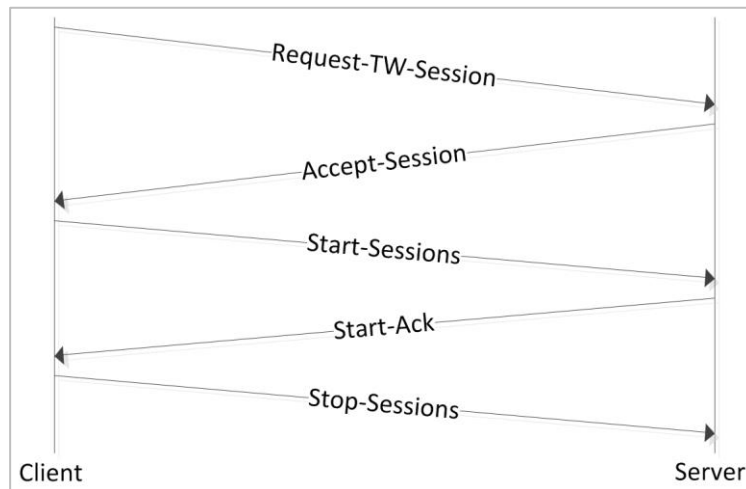 Request-TW-Session
Accept-Session
Start-Sessions
Start-Ack
Stop-Sessions
Client
Server